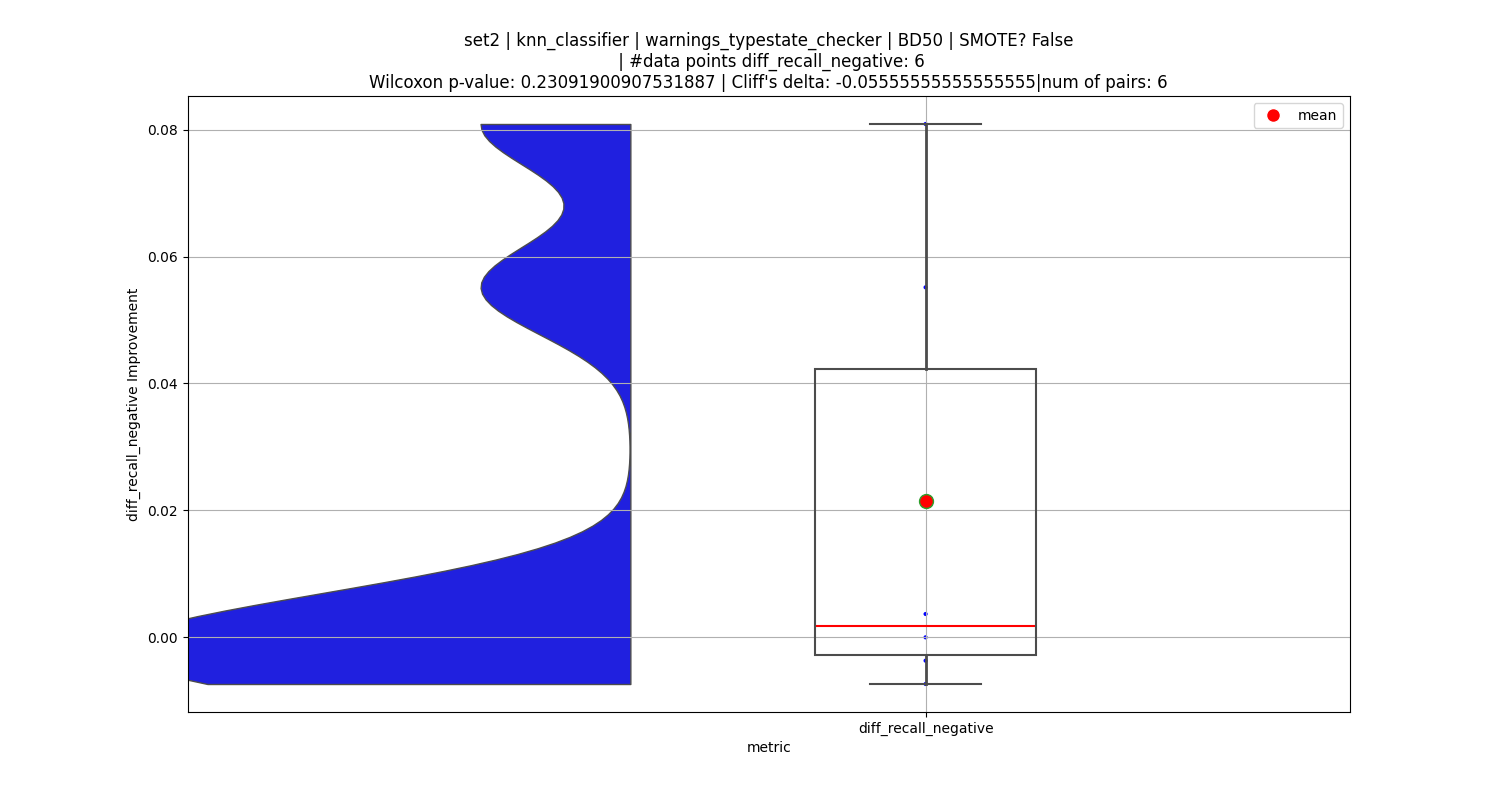 set2 | knn_classifier | warnings_typestate_checker | BD50 | SMOTE? False
| #data points diff_recall_negative: 6
Wilcoxon p-value: 0.23091900907531887 | Cliff's delta: -0.05555555555555555|num of pairs: 6
mean
0.08
0.06
0.04
0.02
0.00
diff_recall_negative Improvement
diff_recall_negative
metric